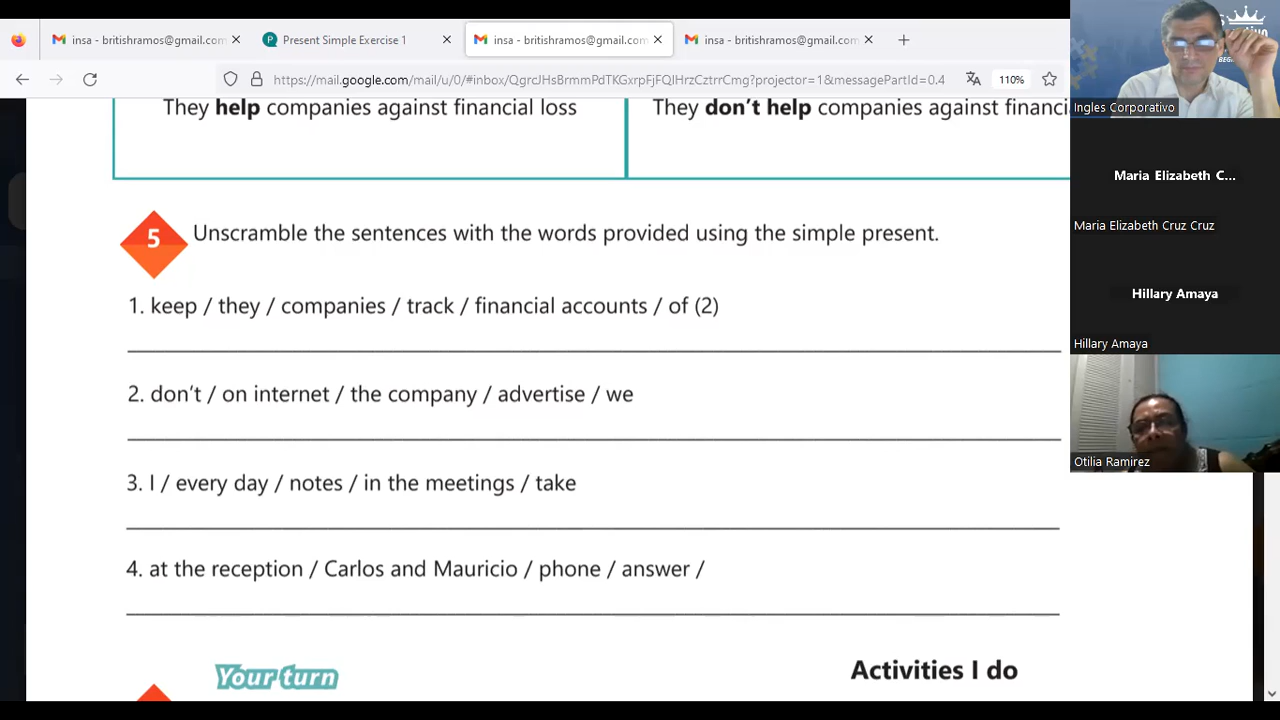 insa - britishramos@gmail.com
Present Simple Exercise 1
insa - britishramos@gmail.com
insa - britishramos@gmail.com
https://mail.google.com/mail/u/0/#inbox/QgrcJHsBrmmPdTKGxrpFjFQIHrzCztrrCmg?projector=1&messagePartId=0.4
110%
They help companies against financial loss
They don't help companies against financi
5
Unscramble the sentences with the words provided using the simple present.
1. keep / they / companies / track / financial accounts / of (2)
2. don't / on internet / the company / advertise / we
3. I / every day / notes / in the meetings / take
4. at the reception / Carlos and Mauricio / phone / answer /
Your turn
Activities I do
Ingles Corporativo
Maria Elizabeth C...
Maria Elizabeth Cruz Cruz
Hillary Amaya
Hillary Amaya
Otilia Ramirez